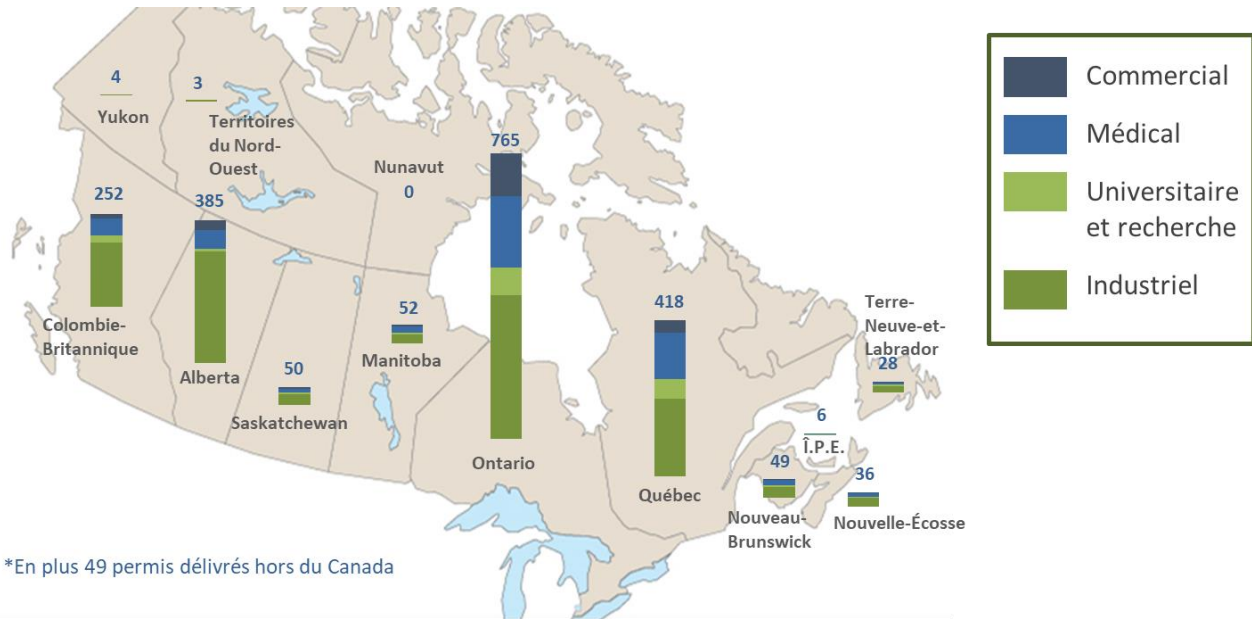 4
Yukon
3
Territoires
du Nord-
Ouest
Nunavut
0
765
252
Colombie-
Britannique
385
Alberta
50
Saskatchewan
52
Manitoba
Ontario
418
Québec
Terre-
Neuve-et-
Labrador
28
6
Î.P.E.
49
Nouveau-
Brunswick
36
Nouvelle-Écosse
*En plus 49 permis délivrés hors du Canada
Commercial
Médical
Universitaire
et recherche
Industriel